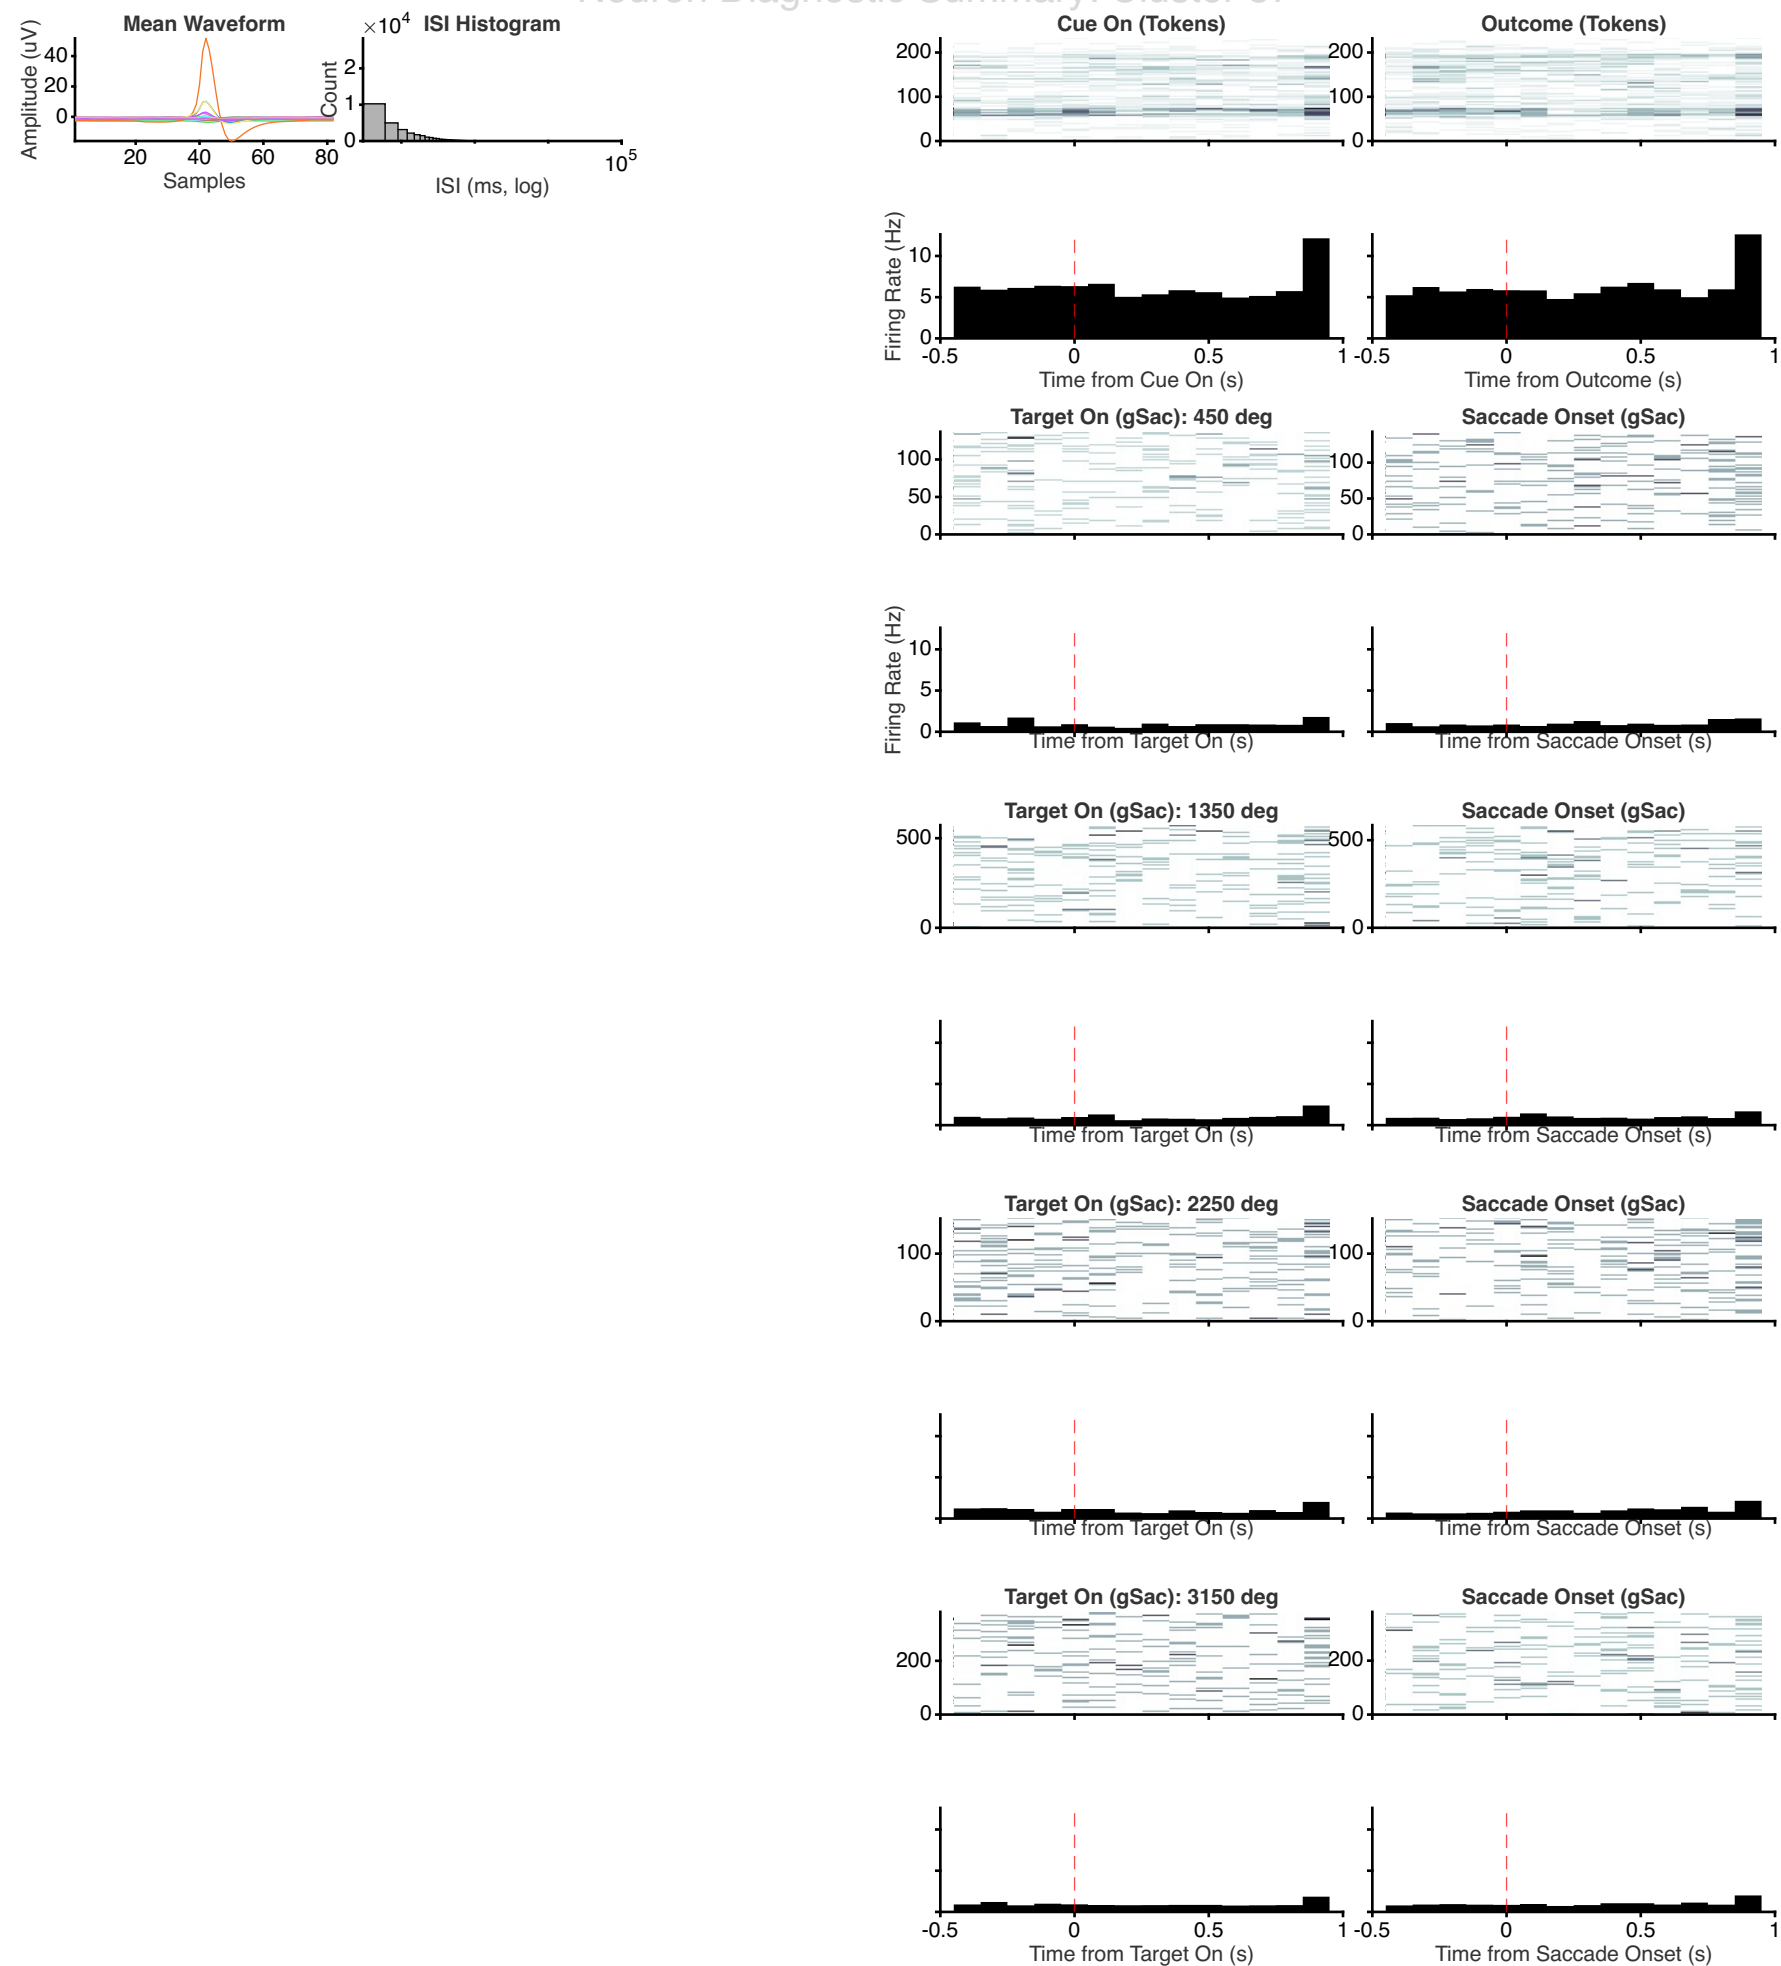 Neuron Diagnostic Summary: Cluster
Mean Waveform
Amplitude (uV)
40
20
0
20 40 60 80
Samples
×10^4 ISI Histogram
Count
2
1
0
10^5
ISI (ms, log)
Cue On (Tokens)
200
100
0
Outcome (Tokens)
200
100
0
Firing Rate (Hz)
10
5
0
-0.5 0 0.5 1
Time from Cue On (s)
-0.5 0 0.5 1
Time from Outcome (s)
Target On (gSac): 450 deg
100
50
0
Saccade Onset (gSac)
100
50
0
Firing Rate (Hz)
10
5
0
Time from Target On (s)
Time from Saccade Onset (s)
Target On (gSac): 1350 deg
500
0
Saccade Onset (gSac)
500
0
Time from Target On (s)
Time from Saccade Onset (s)
Target On (gSac): 2250 deg
100
0
Saccade Onset (gSac)
100
0
Time from Target On (s)
Time from Saccade Onset (s)
Target On (gSac): 3150 deg
200
0
Saccade Onset (gSac)
200
0
-0.5 0 0.5 1
Time from Target On (s)
-0.5 0 0.5 1
Time from Saccade Onset (s)